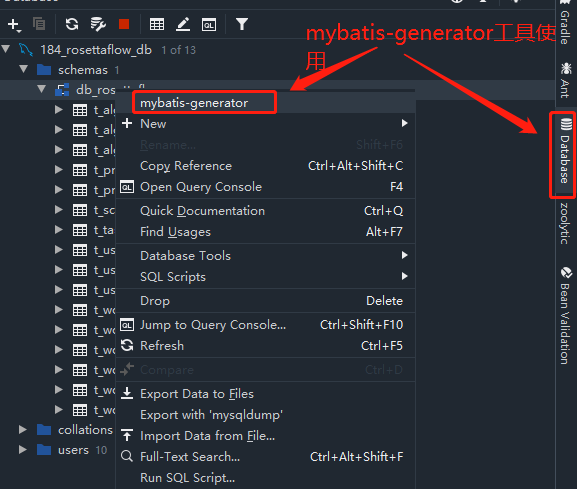 184_rosettaflow_db 1 of 13
schemas 1
t_alg
t_alg
t_alg
t_pr
t_pr
t_sc
t_ta
t_us
t_us
t_us
t_wo
t_wo
t_wo
t_wo
t_wo
collations
users 10
mybatis-generator
New
Rename... Shift+F6
Copy Reference Ctrl+Alt+Shift+C
Open Query Console F4
Quick Documentation Ctrl+Q
Find Usages Alt+F7
Database Tools
SQL Scripts
Drop Delete
Jump to Query Console... Ctrl+Shift+F10
Refresh Ctrl+F5
Compare Ctrl+D
Export Data to Files
Export with 'mysqldump'
Import Data from File...
Full-Text Search... Ctrl+Alt+Shift+F
Run SQL Script...
mybatis-generator工具使
用
Gradle
Ant
Database
zoolytic
Bean Validation